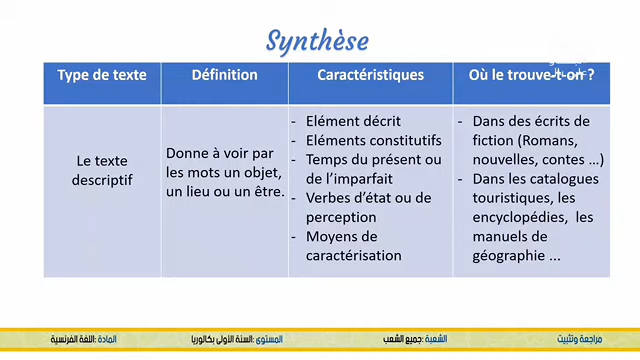 Synthèse
Type de texte
Définition
Caractéristiques
Où le trouve-t-on ?
Le texte
descriptif
Donne à voir par
les mots un objet,
un lieu ou un être.
- Elément décrit
- Eléments constitutifs
- Temps du présent ou
de l'imparfait
- Verbes d'état ou de
perception
- Moyens de
caractérisation
- Dans des écrits de
fiction (Romans,
nouvelles, contes …)
- Dans les catalogues
touristiques, les
encyclopédies, les
manuels de
géographie ...
مراجعة وتثبيت
الشعبة :جميع الشعب
المستوى :السنة الأولى بكالوريا
المادة :اللغة الفرنسية